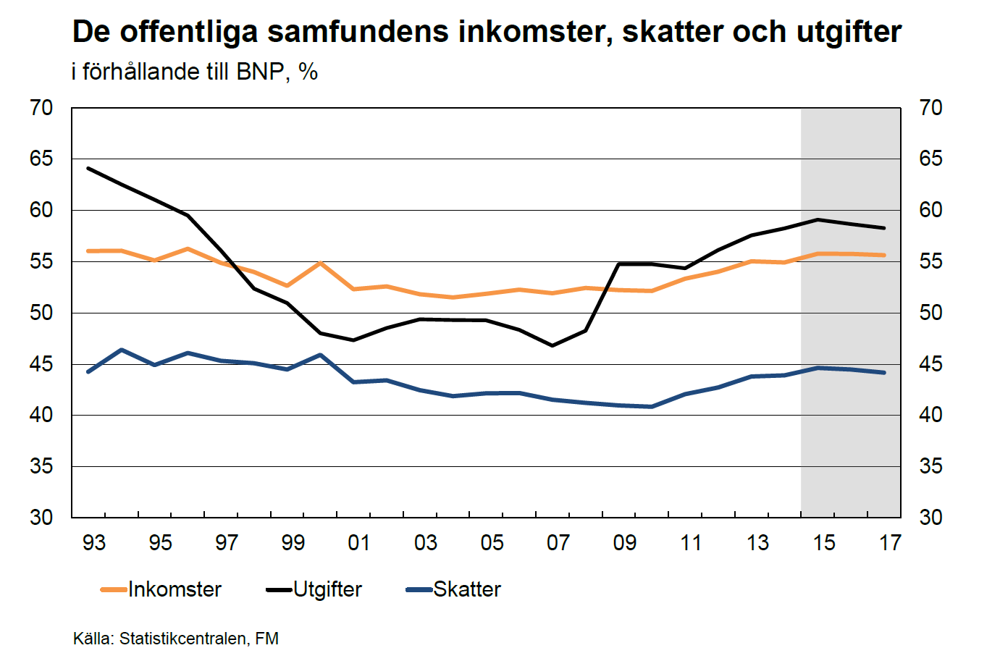 De offentliga samfundens inkomster, skatter och utgifter
i förhållande till BNP, %
70 70
65 65
60 60
55 55
50 50
45 45
40 40
35 35
30 30
93 95 97 99 01 03 05 07 09 11 13 15 17
Inkomster Utgifter Skatter
Källa: Statistikcentralen, FM